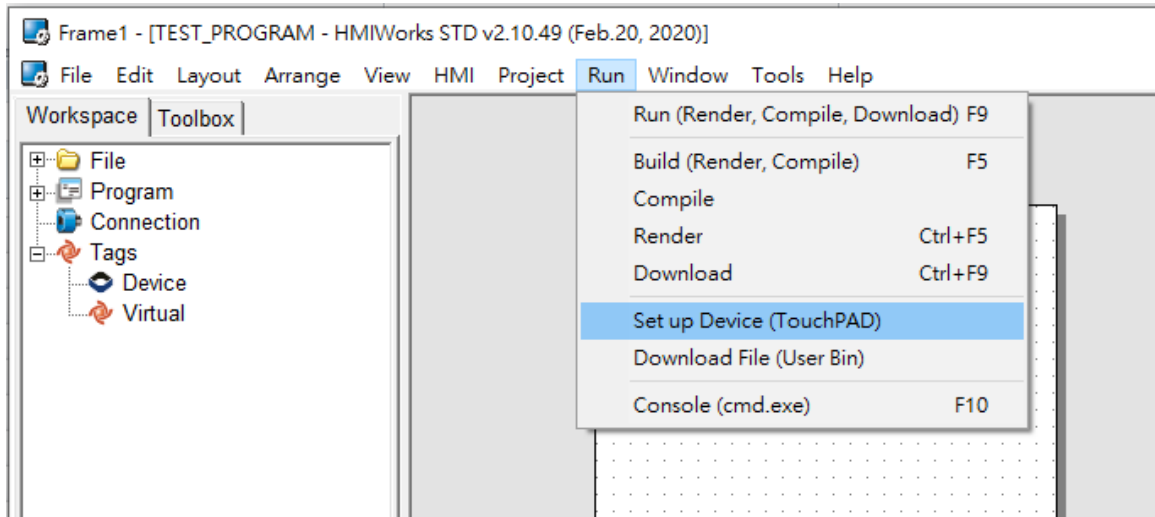 Frame1 - [TEST_PROGRAM - HMIWorks STD v2.10.49 (Feb.20, 2020)]
File Edit Layout Arrange View HMI Project Run Window Tools Help
Workspace Toolbox
File
Program
Connection
Tags
Device
Virtual
Run (Render, Compile, Download) F9
Build (Render, Compile) F5
Compile
Render Ctrl+F5
Download Ctrl+F9
Set up Device (TouchPAD)
Download File (User Bin)
Console (cmd.exe) F10